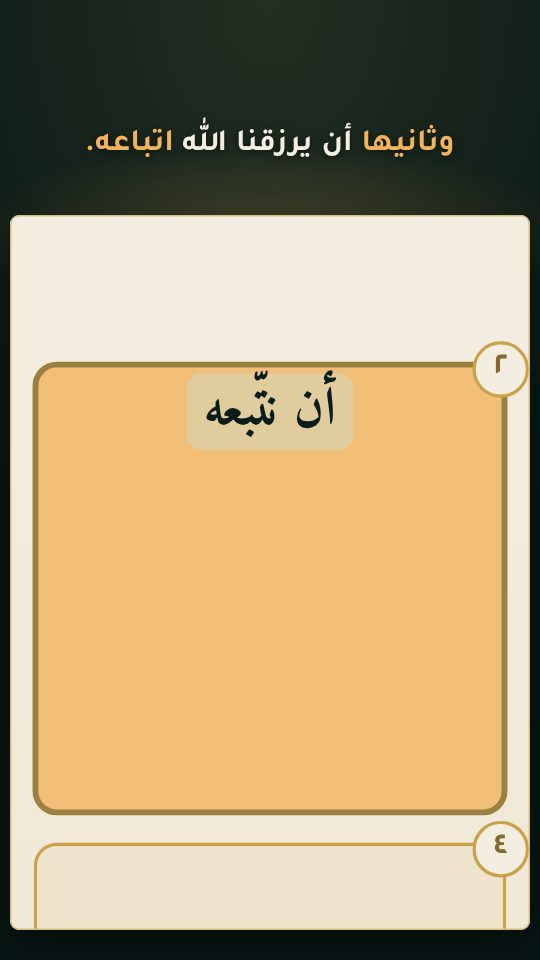 وثانيها أن يرزقنا الله اتباعه.
٢
أن نتّبعه
٤